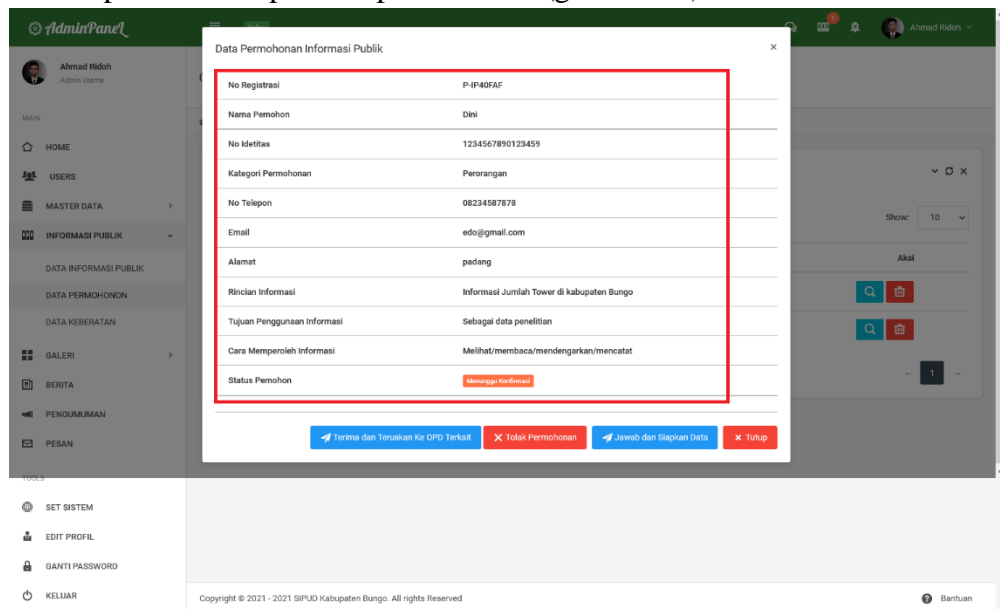 AdminPanel
1
Ahmad Ridoh
Ahmad Ridoh
Admin Utama
MAIN
HOME
USERS
MASTER DATA
INFORMASI PUBLIK
DATA INFORMASI PUBLIK
DATA PERMOHONON
DATA KEBERATAN
GALERI
BERITA
PENGUMUMAN
PESAN
TOOLS
SET SISTEM
EDIT PROFIL
GANTI PASSWORD
KELUAR
Data Permohonan Informasi Publik ×
No Registrasi P-IP40FAF
Nama Pemohon Dini
No Idetitas 1234567890123459
Kategori Permohonan Perorangan
No Telepon 08234587878
Email edo@gmail.com
Alamat padang
Rincian Informasi Informasi Jumlah Tower di kabupaten Bungo
Tujuan Penggunaan Informasi Sebagai data penelitian
Cara Memperoleh Informasi Melihat/membaca/mendengarkan/mencatat
Status Pemohon Menunggu Konfirmasi
Terima dan Teruskan Ke OPD Terkait Tolak Permohonan Jawab dan Siapkan Data Tutup
Show: 10
Aksi
1
Copyright © 2021 - 2021 SIPUD Kabupaten Bungo. All rights Reserved
Bantuan